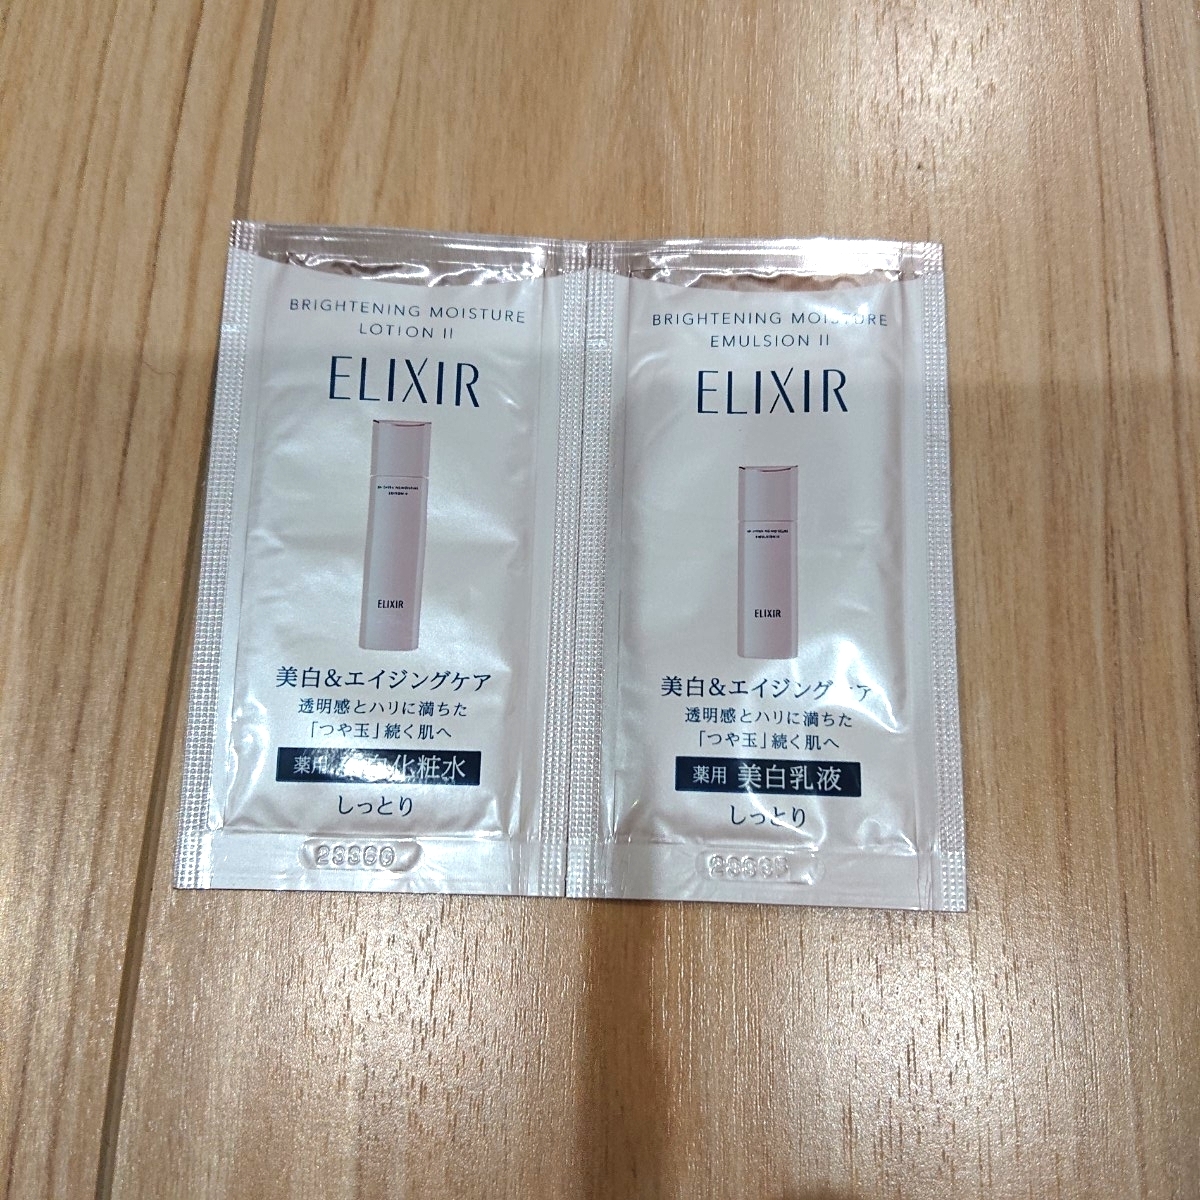 BRIGHTENING MOISTURE
LOTION II
ELIXIR
ELIXIR
美白&エイジングケア
透明感とハリに満ちた
「つや玉」続く肌へ
薬用 美白化粧水
しっとり
BRIGHTENING MOISTURE
EMULSION II
ELIXIR
ELIXIR
美白&エイジングケア
透明感とハリに満ちた
「つや玉」続く肌へ
薬用 美白乳液
しっとり